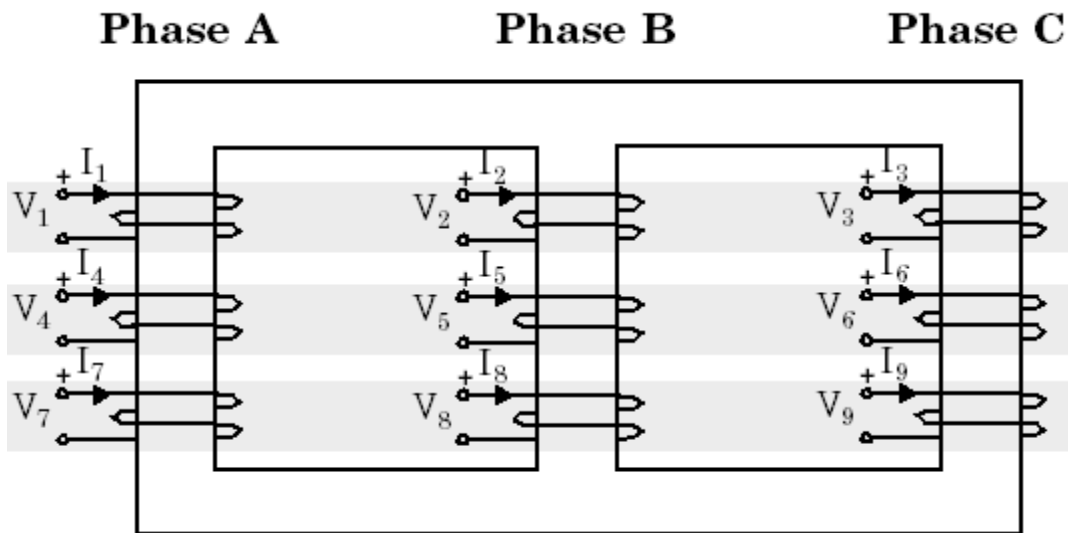 Phase A Phase B Phase C
+ I₁ + I₂ + I₃
V₁ V₂ V₃
+ I₄ + I₅ + I₆
V₄ V₅ V₆
+ I₇ + I₈ + I₉
V₇ V₈ V₉